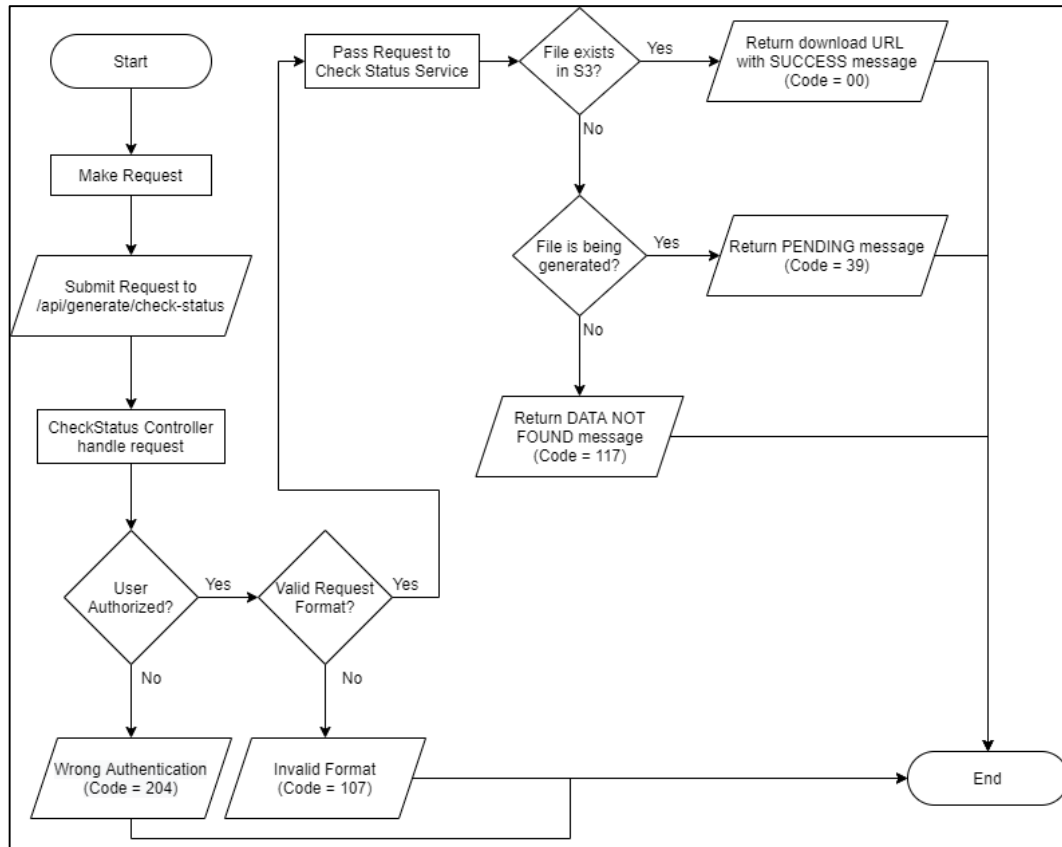 Start
Make Request
Submit Request to
/api/generate/check-status
CheckStatus Controller
handle request
User
Authorized?
Yes
No
Wrong Authentication
(Code = 204)
Valid Request
Format?
Yes
No
Invalid Format
(Code = 107)
Pass Request to
Check Status Service
File exists
in S3?
Yes
Return download URL
with SUCCESS message
(Code = 00)
No
File is being
generated?
Yes
Return PENDING message
(Code = 39)
No
Return DATA NOT
FOUND message
(Code = 117)
End